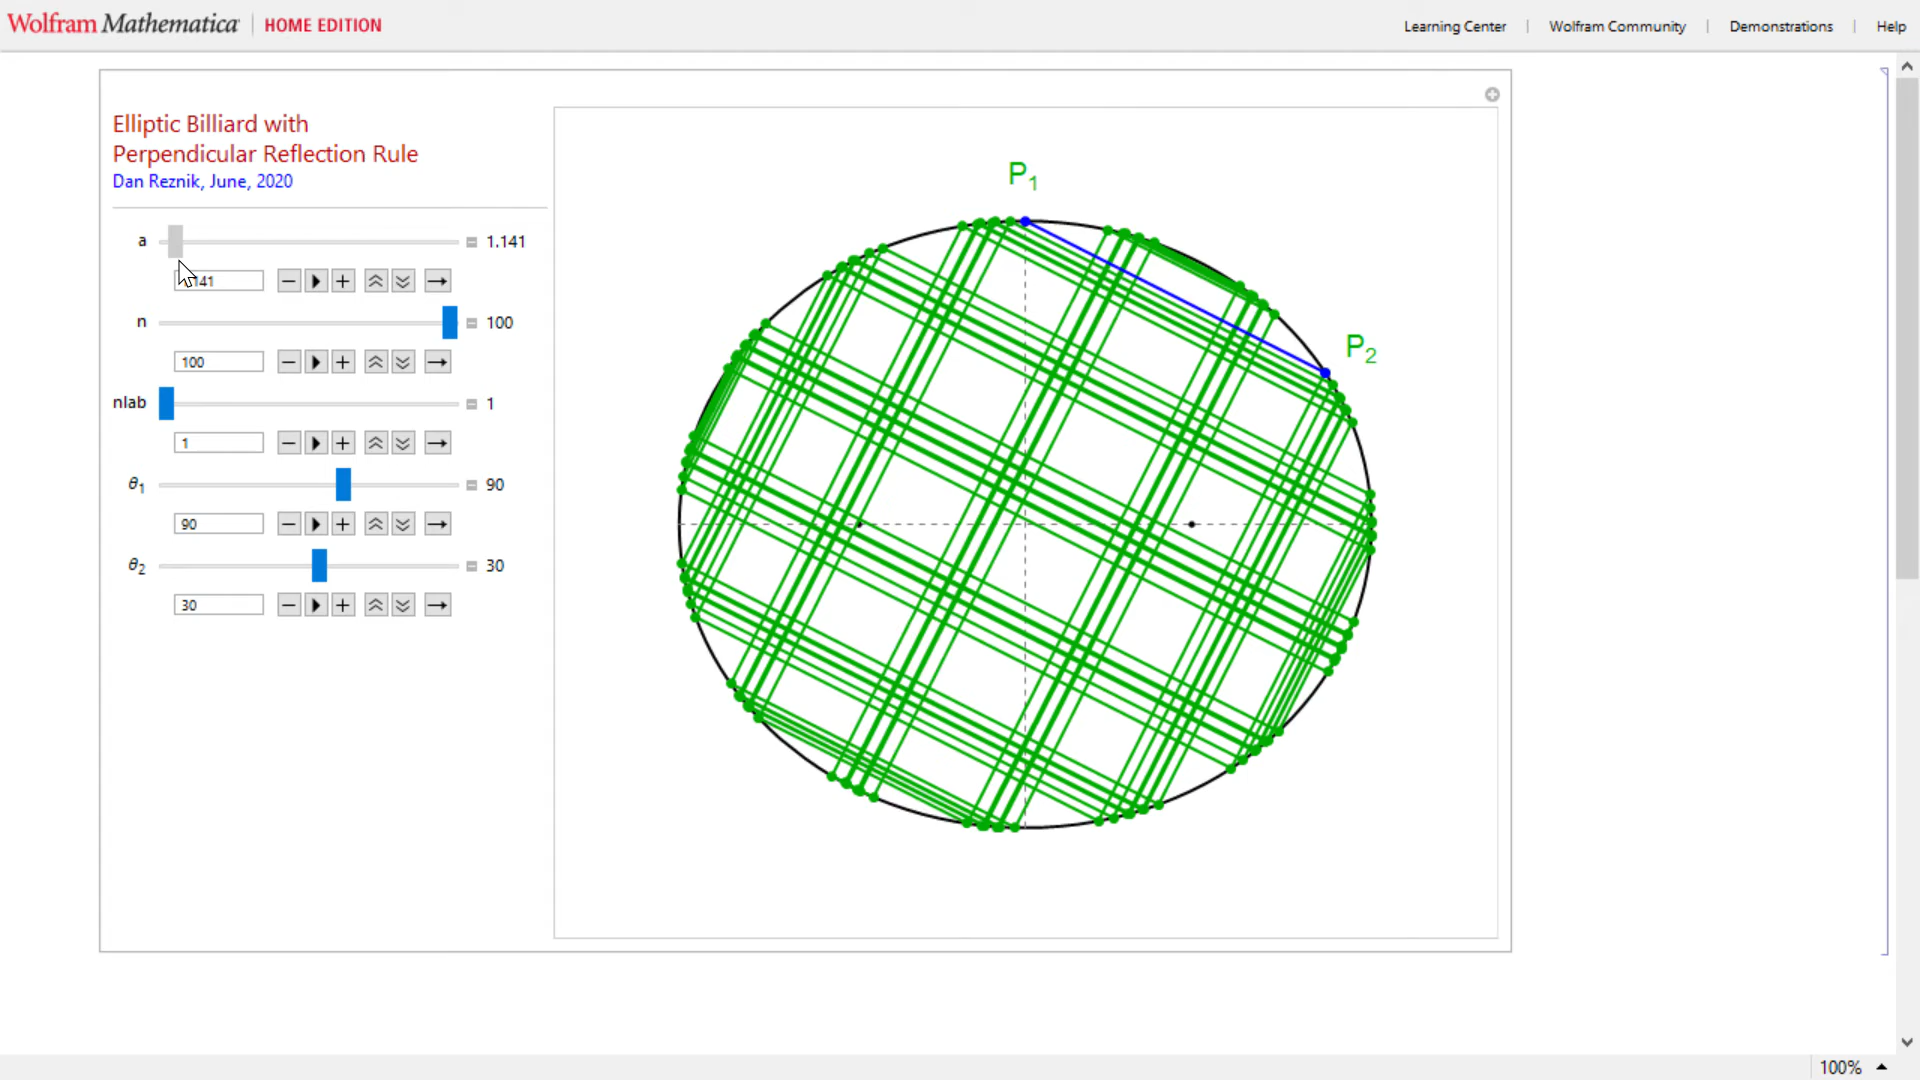 Wolfram Mathematica | HOME EDITION
Learning Center | Wolfram Community | Demonstrations | Help
Elliptic Billiard with
Perpendicular Reflection Rule
Dan Reznik, June, 2020
a 1.141
141
n 100
100
nlab 1
1
θ1 90
90
θ2 30
30
P1
P2
100%